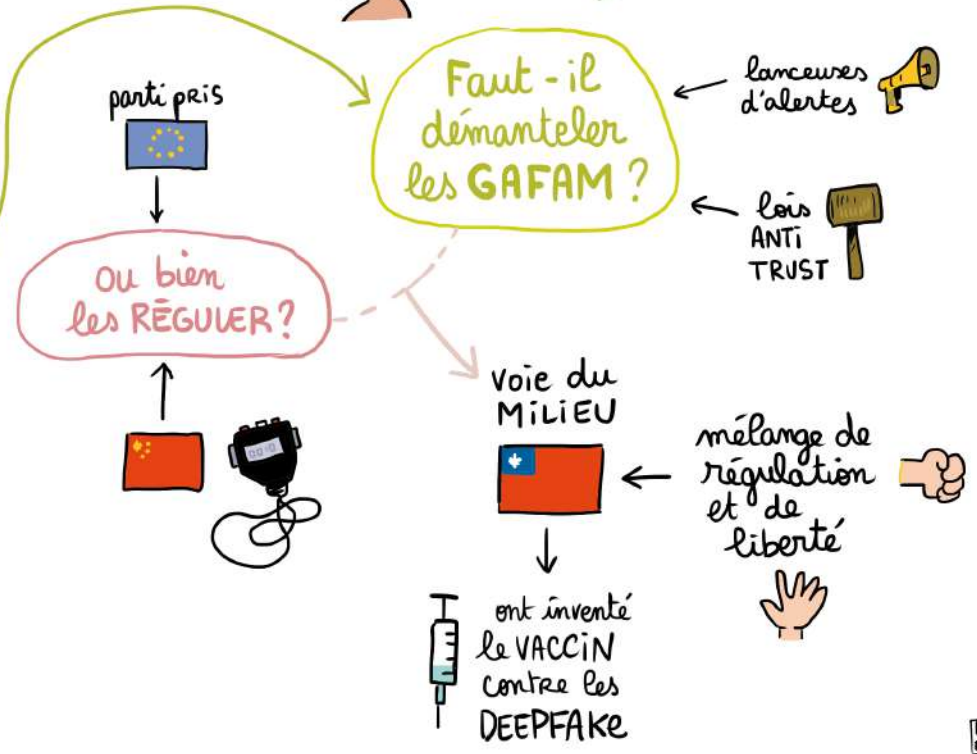 Faut-il
démanteler
les GAFAM ?
lanceuses
d'alertes
lois
ANTI
TRUST
parti pris
ou bien
les RÉGULER ?
voie du
MILIEU
mélange de
régulation
et de
liberté
ont inventé
le VACCIN
contre les
DEEPFAKE